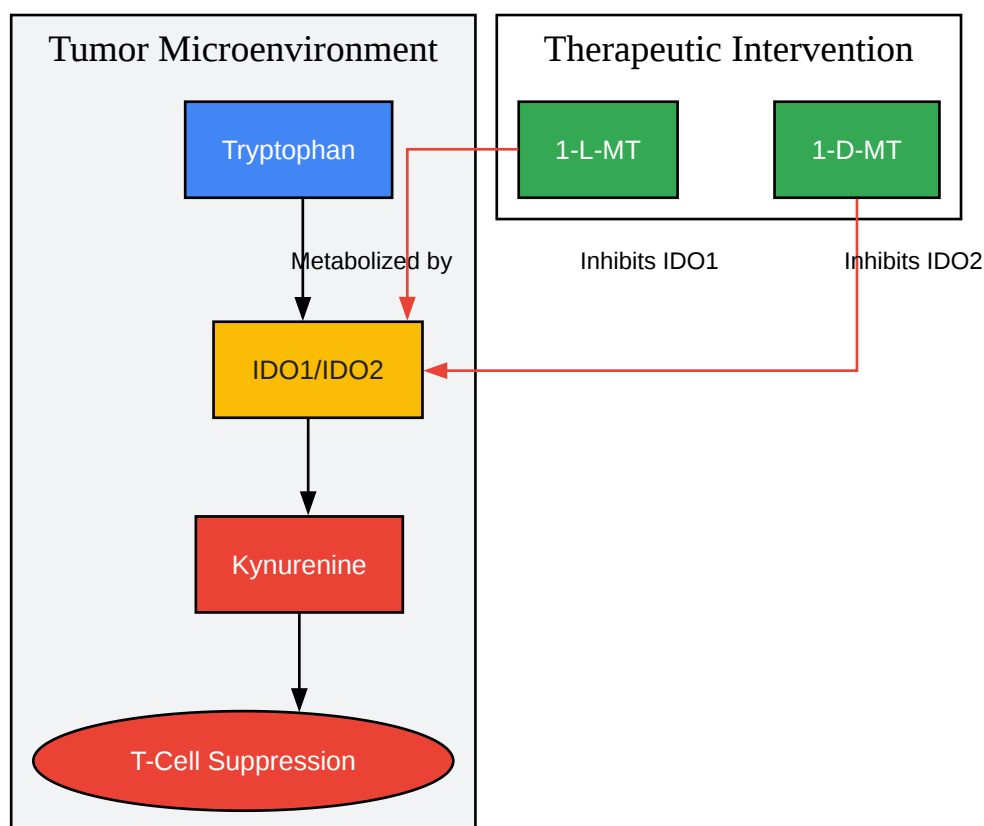 Tumor Microenvironment
Therapeutic Intervention
Tryptophan
1-L-MT
1-D-MT
Metabolized by
Inhibits IDO1
Inhibits IDO2
IDO1/IDO2
Kynurenine
T-Cell Suppression